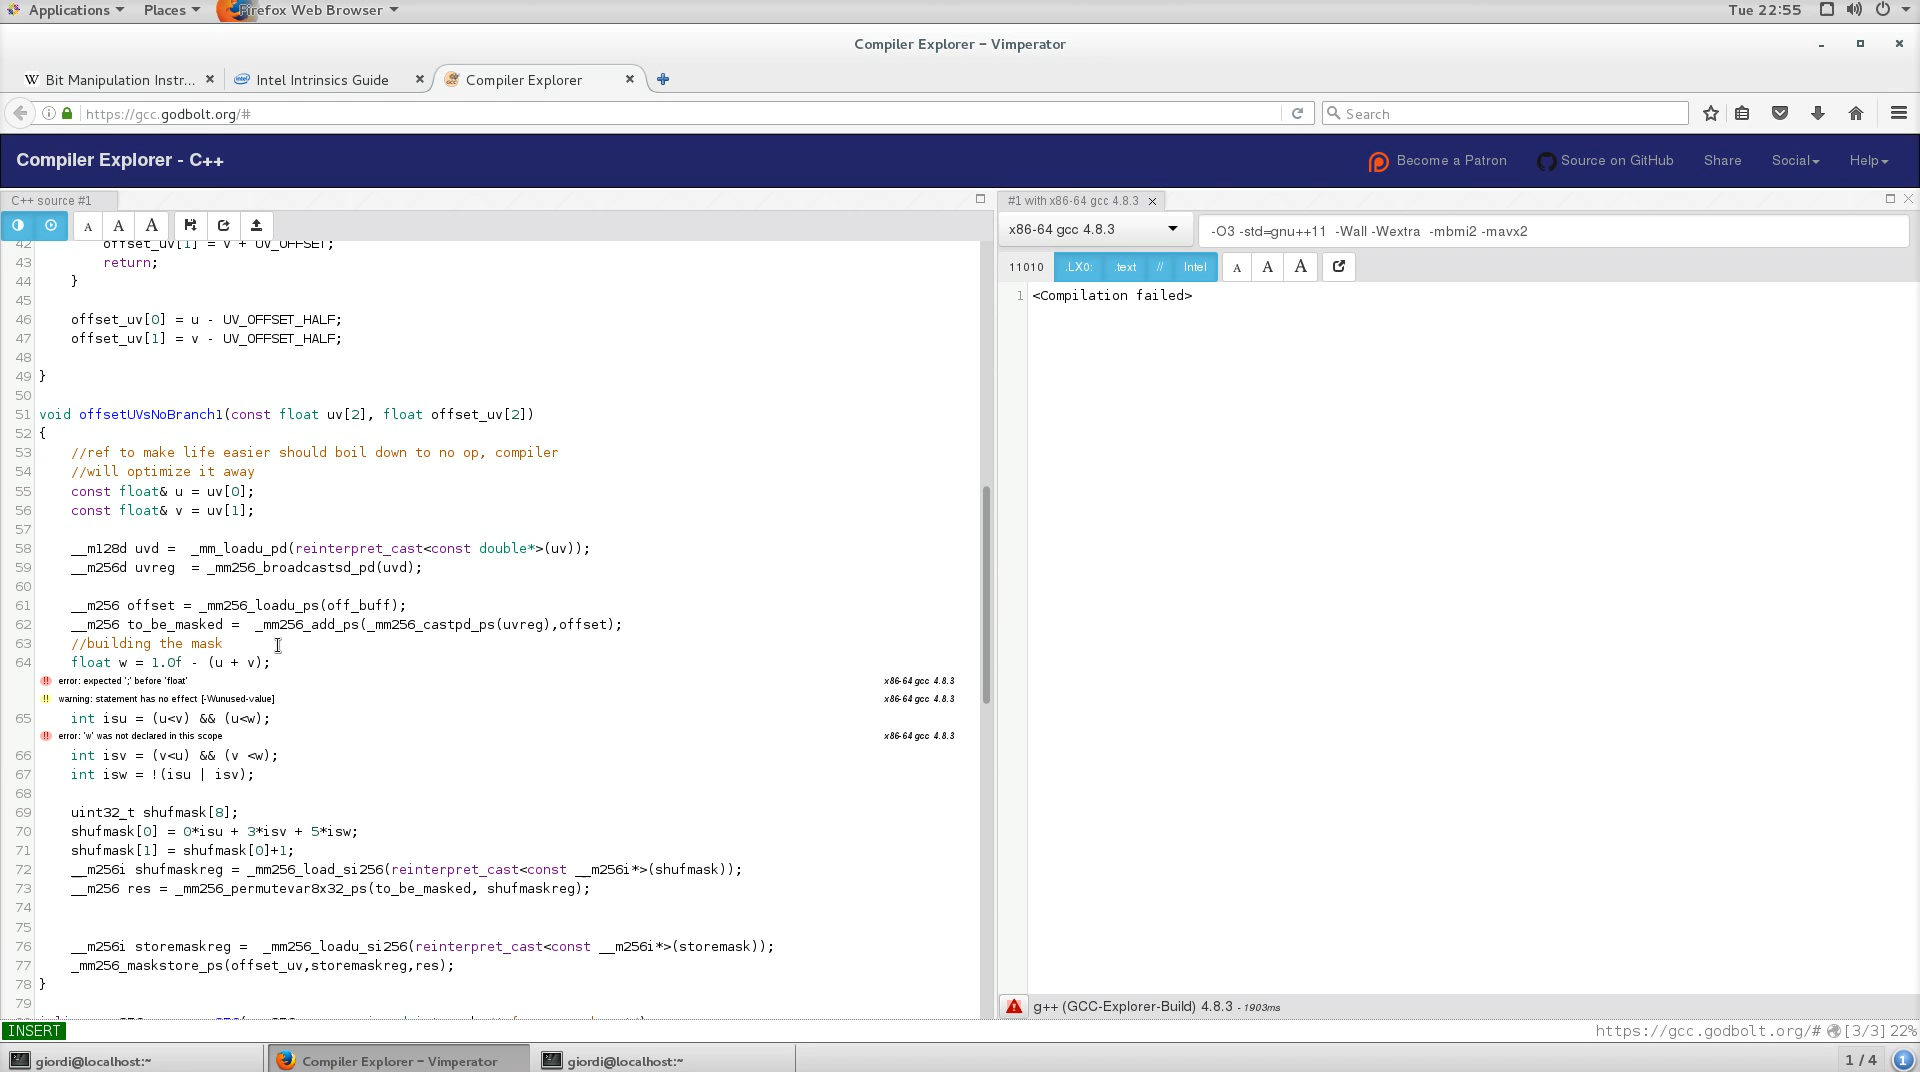 Applications Places Firefox Web Browser Tue 22:55
Compiler Explorer – Vimperator
W Bit Manipulation Instr... Intel Intrinsics Guide Compiler Explorer
https://gcc.godbolt.org/# Search
Compiler Explorer - C++ Become a Patron Source on GitHub Share Social Help
C++ source #1 #1 with x86-64 gcc 4.8.3
A A A x86-64 gcc 4.8.3 -O3 -std=gnu++11 -Wall -Wextra -mbmi2 -mavx2
11010 .LX0: .text // Intel A A A
1 <Compilation failed>
42 offset_uv[1] = v + UV_OFFSET;
43 return;
44 }
45
46 offset_uv[0] = u - UV_OFFSET_HALF;
47 offset_uv[1] = v - UV_OFFSET_HALF;
48
49 }
50
51 void offsetUVsNoBranch1(const float uv[2], float offset_uv[2])
52 {
53 //ref to make life easier should boil down to no op, compiler
54 //will optimize it away
55 const float& u = uv[0];
56 const float& v = uv[1];
57
58 __m128d uvd =  _mm_loadu_pd(reinterpret_cast<const double*>(uv));
59 __m256d uvreg  = _mm256_broadcastsd_pd(uvd);
60
61 __m256 offset = _mm256_loadu_ps(off_buff);
62 __m256 to_be_masked =  _mm256_add_ps(_mm256_castpd_ps(uvreg),offset);
63 //building the mask
64 float w = 1.0f - (u + v);
!! error: expected ';' before 'float' x86-64 gcc 4.8.3
!! warning: statement has no effect [-Wunused-value] x86-64 gcc 4.8.3
65 int isu = (u<v) && (u<w);
!! error: 'w' was not declared in this scope x86-64 gcc 4.8.3
66 int isv = (v<u) && (v <w);
67 int isw = !(isu | isv);
68
69 uint32_t shufmask[8];
70 shufmask[0] = 0*isu + 3*isv + 5*isw;
71 shufmask[1] = shufmask[0]+1;
72 __m256i shufmaskreg = _mm256_load_si256(reinterpret_cast<const __m256i*>(shufmask));
73 __m256 res = _mm256_permutevar8x32_ps(to_be_masked, shufmaskreg);
74
75
76 __m256i storemaskreg =  _mm256_loadu_si256(reinterpret_cast<const __m256i*>(storemask));
77 _mm256_maskstore_ps(offset_uv,storemaskreg,res);
78 }
79
g++ (GCC-Explorer-Build) 4.8.3 - 1903ms
INSERT https://gcc.godbolt.org/# [3/3] 22%
giordi@localhost:~ Compiler Explorer – Vimperator giordi@localhost:~ 1 / 4 1